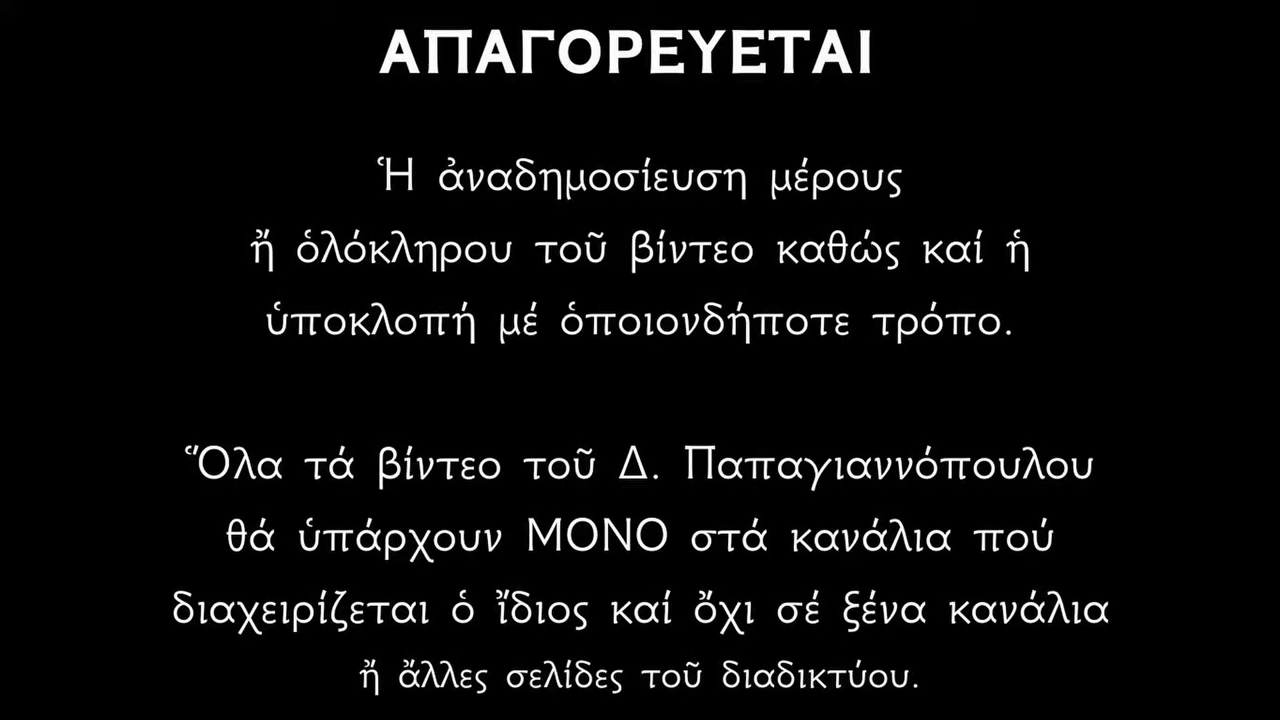 ΑΠΑΓΟΡΕΥΕΤΑΙ
Ἡ ἀναδημοσίευση μέρους
ἤ ὁλόκληρου τοῦ βίντεο καθώς καί ἡ
ὑποκλοπή μέ ὁποιονδήποτε τρόπο.
Ὅλα τά βίντεο τοῦ Δ. Παπαγιαννόπουλου
θά ὑπάρχουν ΜΟΝΟ στά κανάλια πού
διαχειρίζεται ὁ ἴδιος καί ὄχι σέ ξένα κανάλια
ἤ ἄλλες σελίδες τοῦ διαδικτύου.